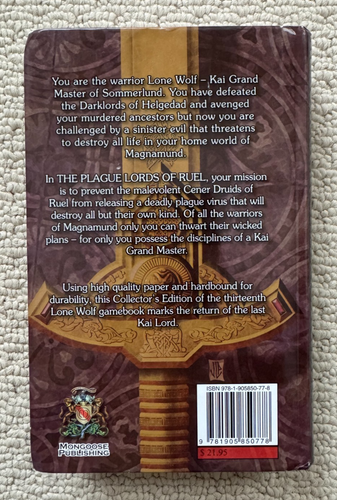 You are the warrior Lone Wolf – Kai Grand
Master of Sommerlund. You have defeated
the Darklords of Helgedad and avenged
your murdered ancestors but now you are
challenged by a sinister evil that threatens
to destroy all life in your home world of
Magnamund.
In THE PLAGUE LORDS OF RUEL, your mission
is to prevent the malevolent Cener Druids of
Ruel from releasing a deadly plague virus that will
destroy all but their own kind. Of all the warriors
of Magnamund only you can thwart their wicked
plans – for only you possess the disciplines of a Kai
Grand Master.
Using high quality paper and hardbound for
durability, this Collector's Edition of the thirteenth
Lone Wolf gamebook marks the return of the last
Kai Lord.
ISBN 978-1-905850-77-8
9 781905 850778
$ 21.95
MONGOOSE
PUBLISHING